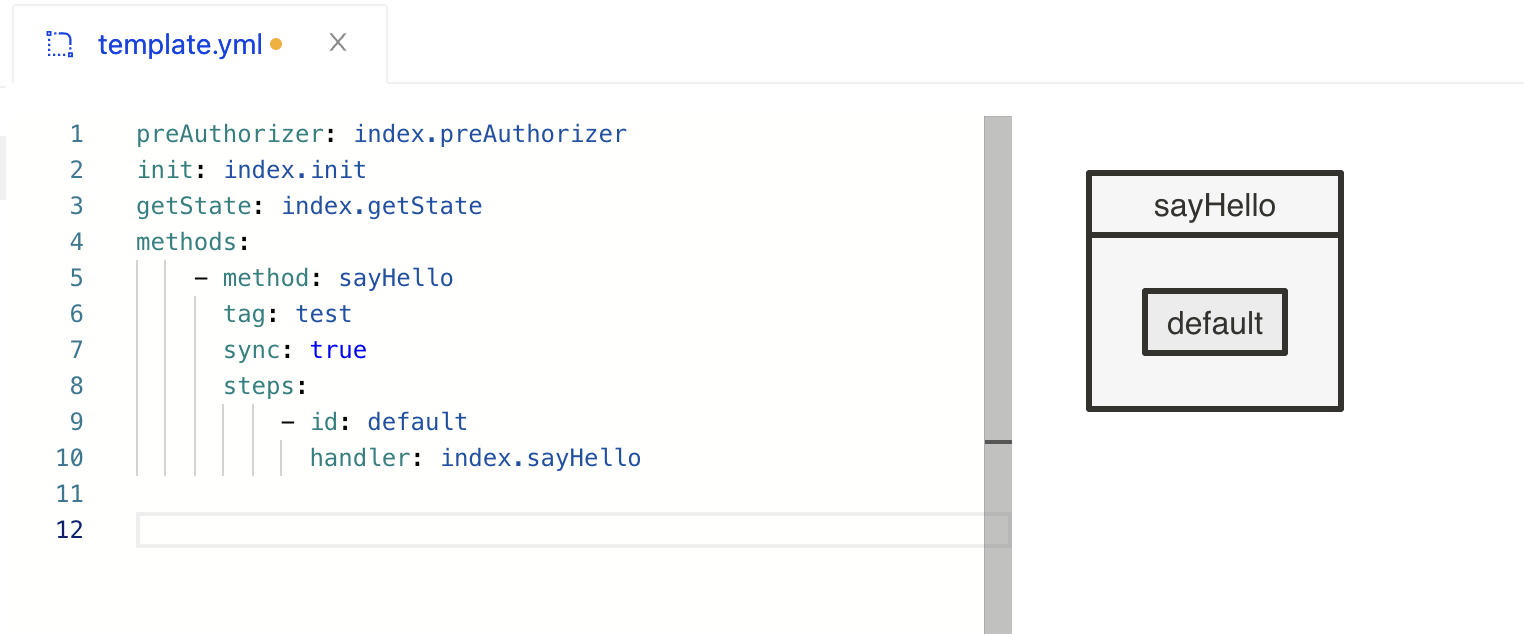 template.yml
1 preAuthorizer: index.preAuthorizer
2 init: index.init
3 getState: index.getState
4 methods:
5 - method: sayHello
6 tag: test
7 sync: true
8 steps:
9 - id: default
10 handler: index.sayHello
11
12
sayHello
default